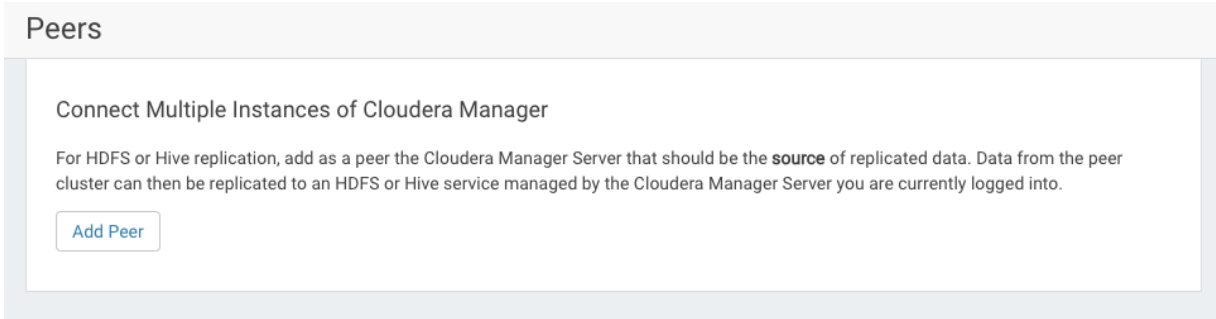 Peers
Connect Multiple Instances of Cloudera Manager
For HDFS or Hive replication, add as a peer the Cloudera Manager Server that should be the source of replicated data. Data from the peer
cluster can then be replicated to an HDFS or Hive service managed by the Cloudera Manager Server you are currently logged into.
Add Peer